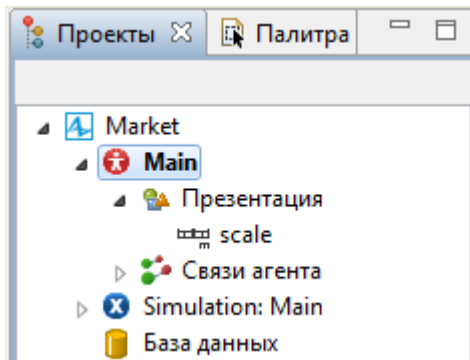 Проекты Палитра
Market
Main
Презентация
scale
Связи агента
Simulation: Main
База данных